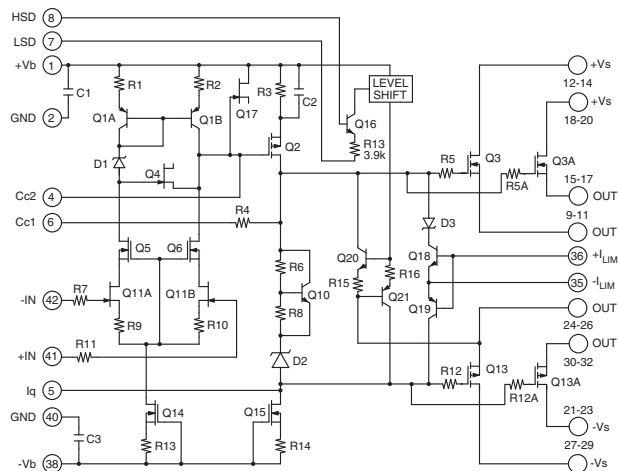 HSD 8
LSD 7
+Vb 1
C1
R1
R2
Q17
R3
C2
Q16
LEVEL
SHIFT
+Vs
12-14
+Vs
18-20
GND 2
Q1A
Q1B
Q2
R13
3.9k
R5
Q3
R5A
Q3A
D1
Q4
15-17
OUT
9-11
OUT
Cc2 4
Cc1 6
R4
D3
Q5
Q6
R6
Q10
R8
Q20
R15
R16
Q21
Q18
Q19
36 +ILIM
35 -ILIM
-IN 42
R7
Q11A
Q11B
R9
R10
24-26
OUT
30-32
OUT
+IN 41
R11
D2
R12
Q13
R12A
Q13A
Iq 5
GND 40
C3
Q14
Q15
21-23
-Vs
27-29
-Vs
-Vb 38
R13
R14